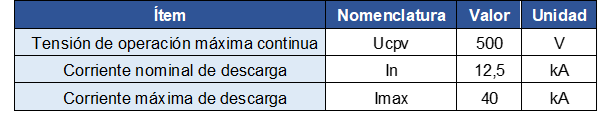 Ítem Nomenclatura Valor Unidad
Tensión de operación máxima continua Ucpv 500 V
Corriente nominal de descarga In 12,5 kA
Corriente máxima de descarga Imax 40 kA